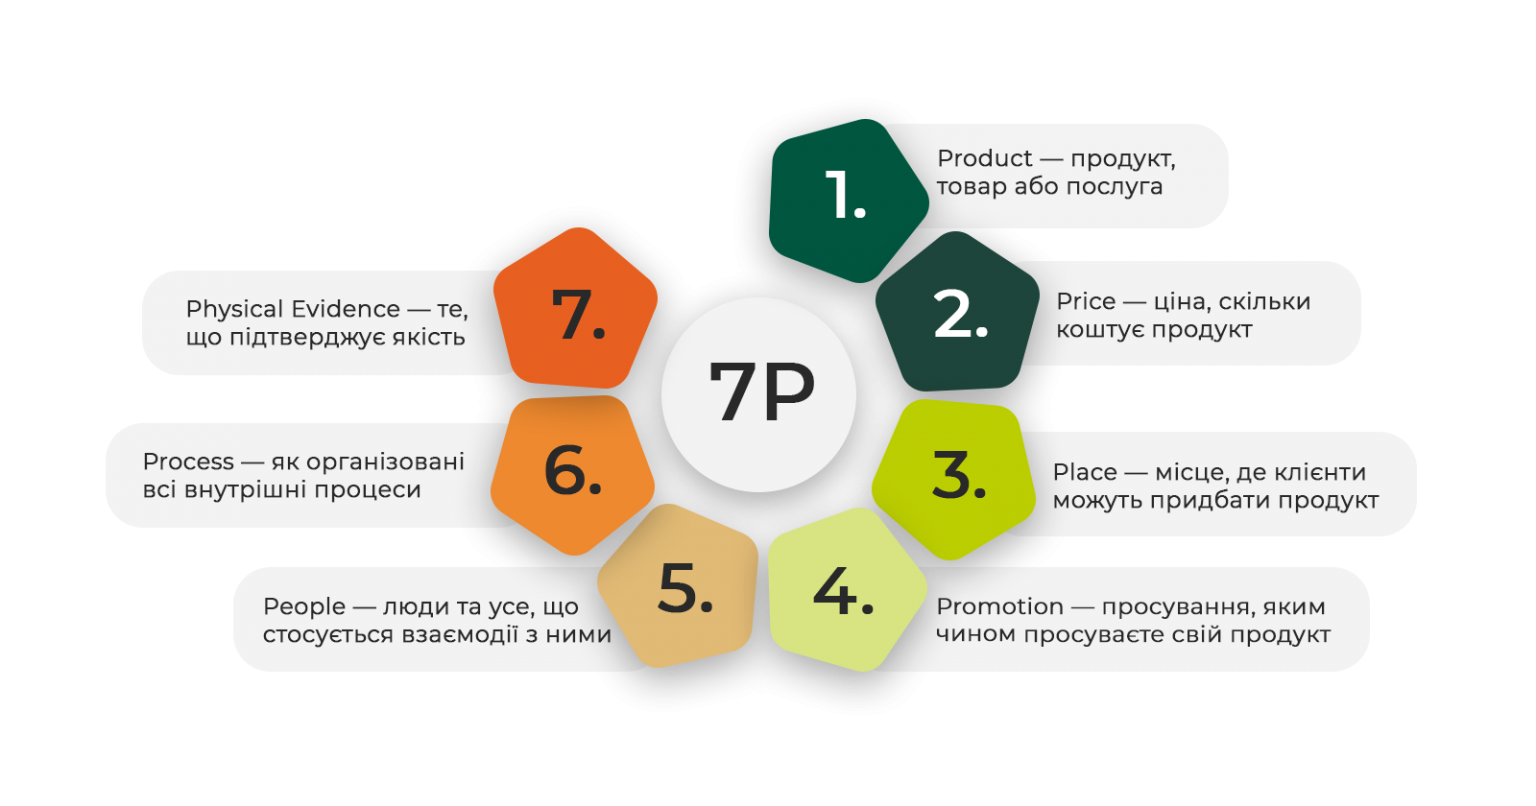 7P
1.
Product — продукт,
товар або послуга
2.
Price — ціна, скільки
коштує продукт
3.
Place — місце, де клієнти
можуть придбати продукт
4.
Promotion — просування, яким
чином просуваєте свій продукт
5.
People — люди та усе, що
стосується взаємодії з ними
6.
Process — як організовані
всі внутрішні процеси
7.
Physical Evidence — те,
що підтверджує якість